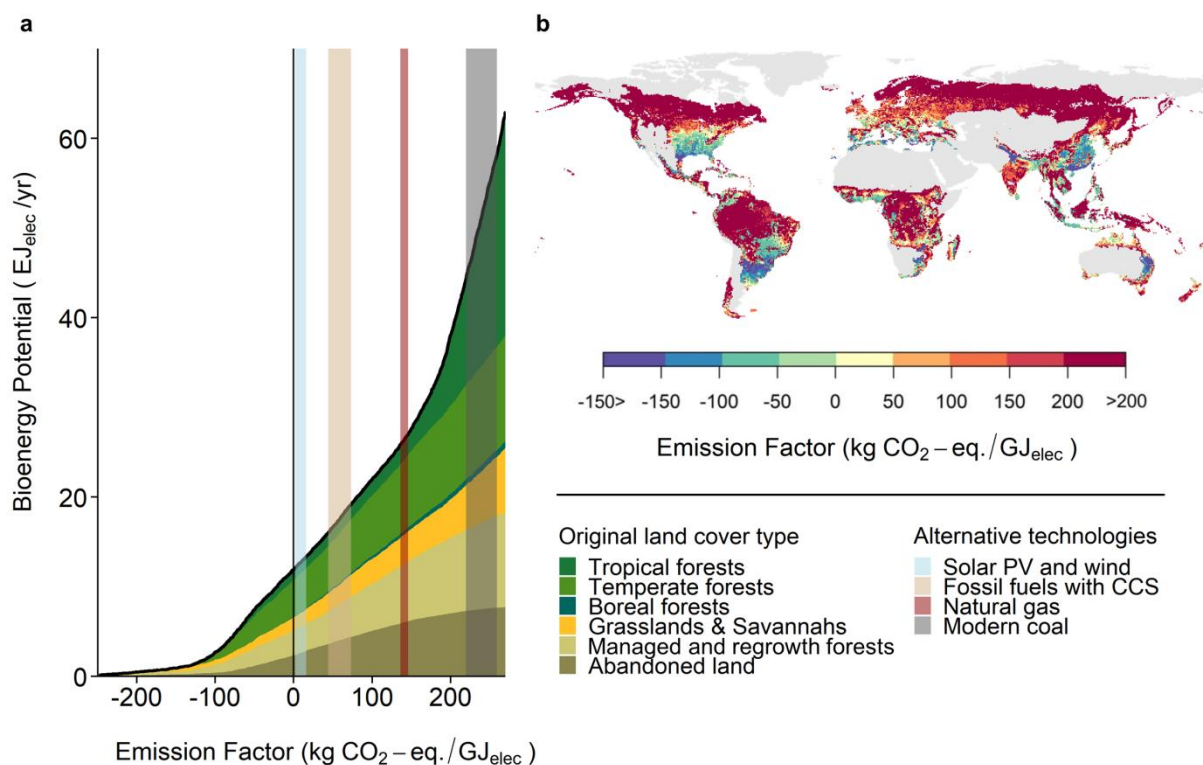 a
Bioenergy Potential ( EJelec /yr)
60
40
20
0
-200 -100 0 100 200
Emission Factor (kg CO2 – eq./GJelec )
b
-150> -150 -100 -50 0 50 100 150 200 >200
Emission Factor (kg CO2 – eq./GJelec )
Original land cover type
Tropical forests
Temperate forests
Boreal forests
Grasslands & Savannahs
Managed and regrowth forests
Abandoned land
Alternative technologies
Solar PV and wind
Fossil fuels with CCS
Natural gas
Modern coal